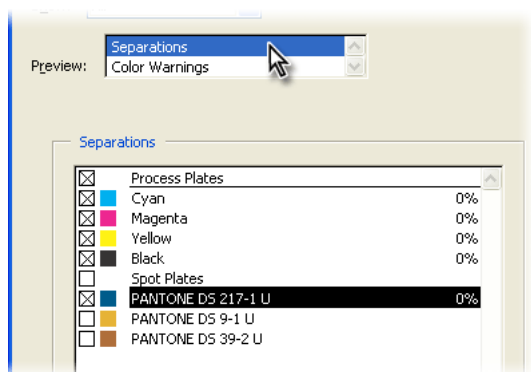 Separations
Preview: Color Warnings
Separations
Process Plates
Cyan 0%
Magenta 0%
Yellow 0%
Black 0%
Spot Plates
PANTONE DS 217-1 U 0%
PANTONE DS 9-1 U
PANTONE DS 39-2 U